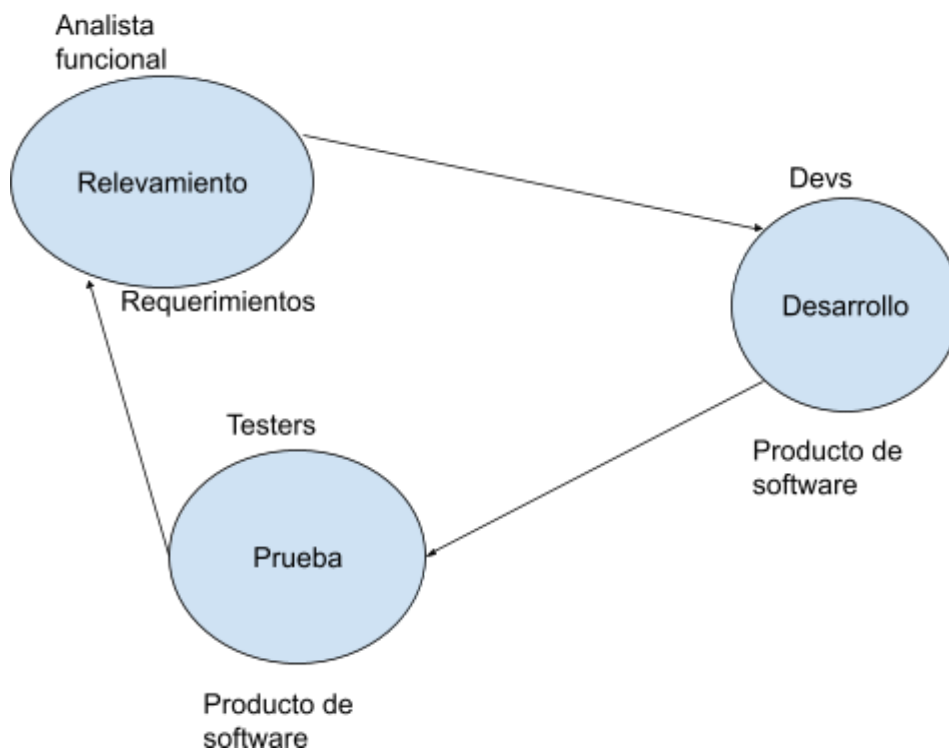 Analista
funcional
Relevamiento
Requerimientos
Devs
Desarrollo
Producto de
software
Testers
Prueba
Producto de
software